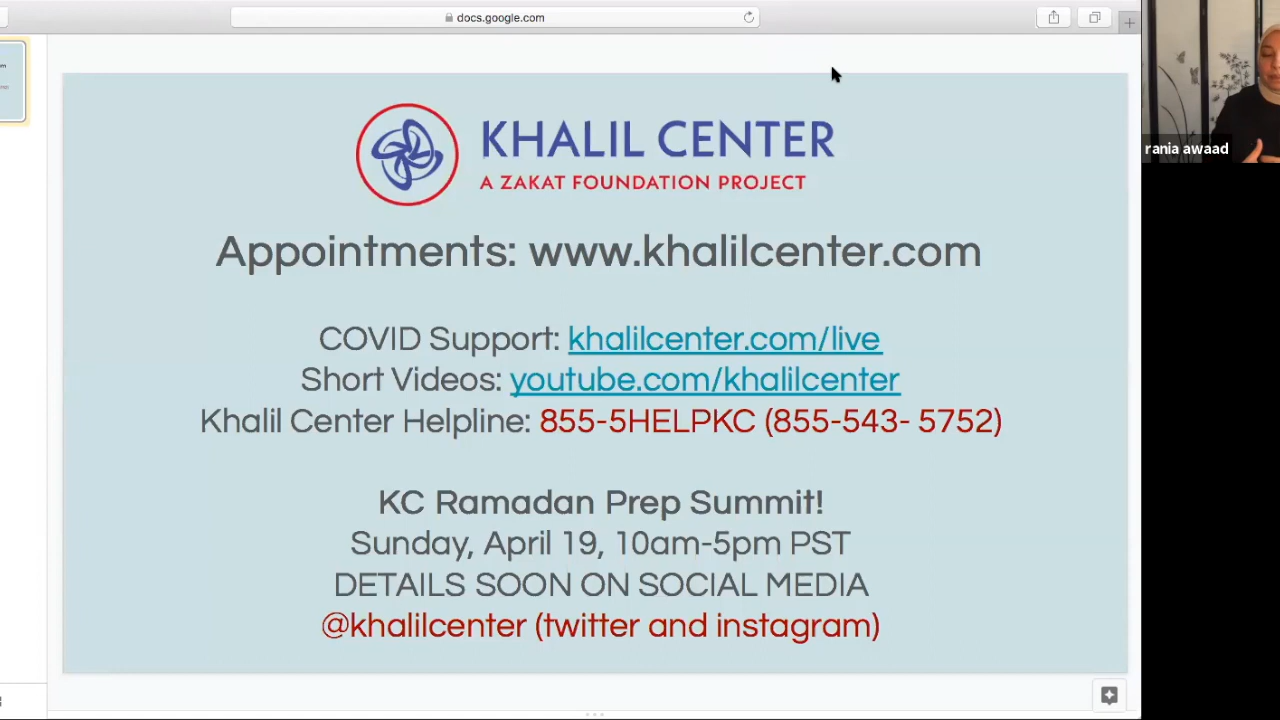 docs.google.com
KHALIL CENTER
A ZAKAT FOUNDATION PROJECT
rania awaad
Appointments: www.khalilcenter.com
COVID Support: khalilcenter.com/live
Short Videos: youtube.com/khalilcenter
Khalil Center Helpline: 855-5HELPKC (855-543- 5752)
KC Ramadan Prep Summit!
Sunday, April 19, 10am-5pm PST
DETAILS SOON ON SOCIAL MEDIA
@khalilcenter (twitter and instagram)